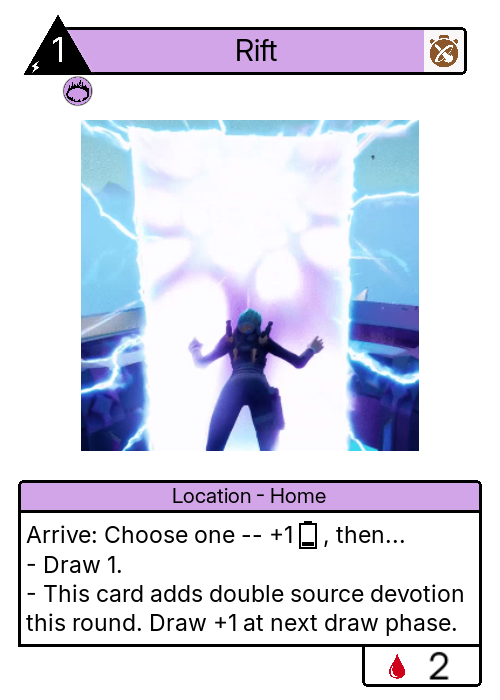 1
Rift
Location - Home
Arrive: Choose one -- +1 , then...
- Draw 1.
- This card adds double source devotion
this round. Draw +1 at next draw phase.
2